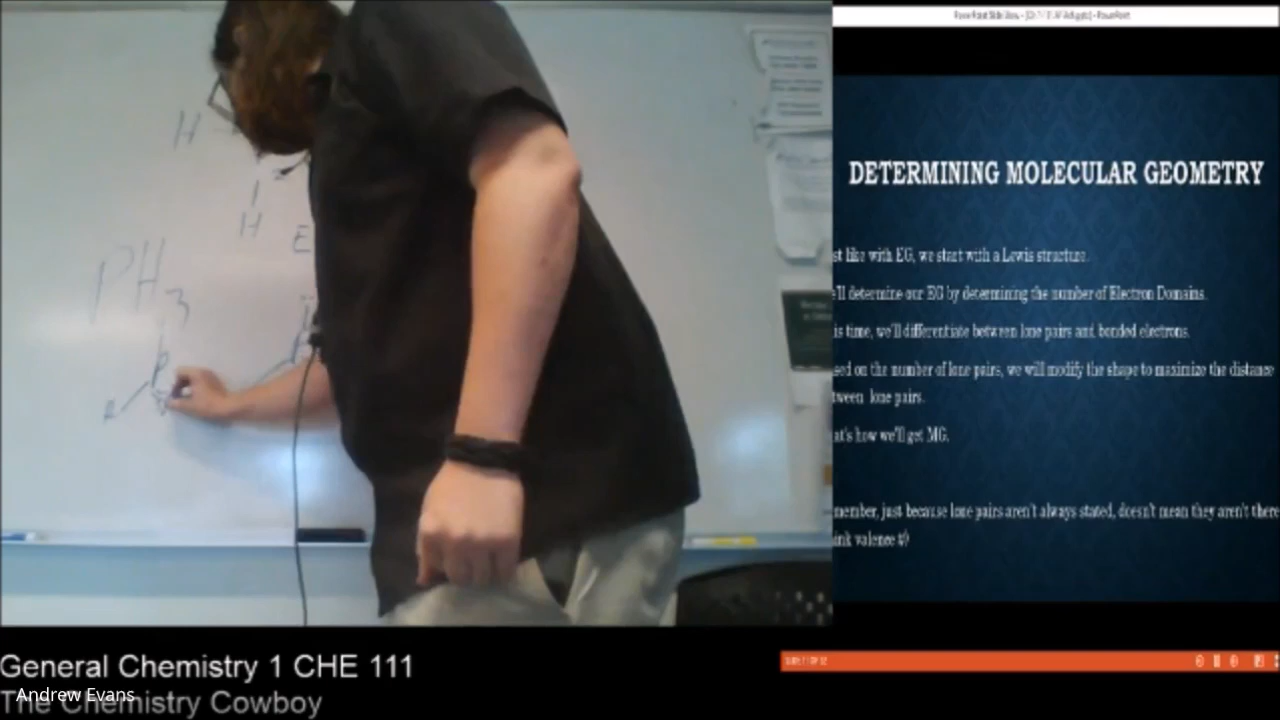 H
H
E
PH3
DETERMINING MOLECULAR GEOMETRY
st like with EG, we start with a Lewis structure.
'll determine our EG by determining the number of Electron Domains.
is time, we'll differentiate between lone pairs and bonded electrons.
sed on the number of lone pairs, we will modify the shape to maximize the distance
tween lone pairs.
at's how we'll get MG.
member, just because lone pairs aren't always stated, doesn't mean they aren't there
ink valence #)
General Chemistry 1 CHE 111
Andrew Evans
The Chemistry Cowboy